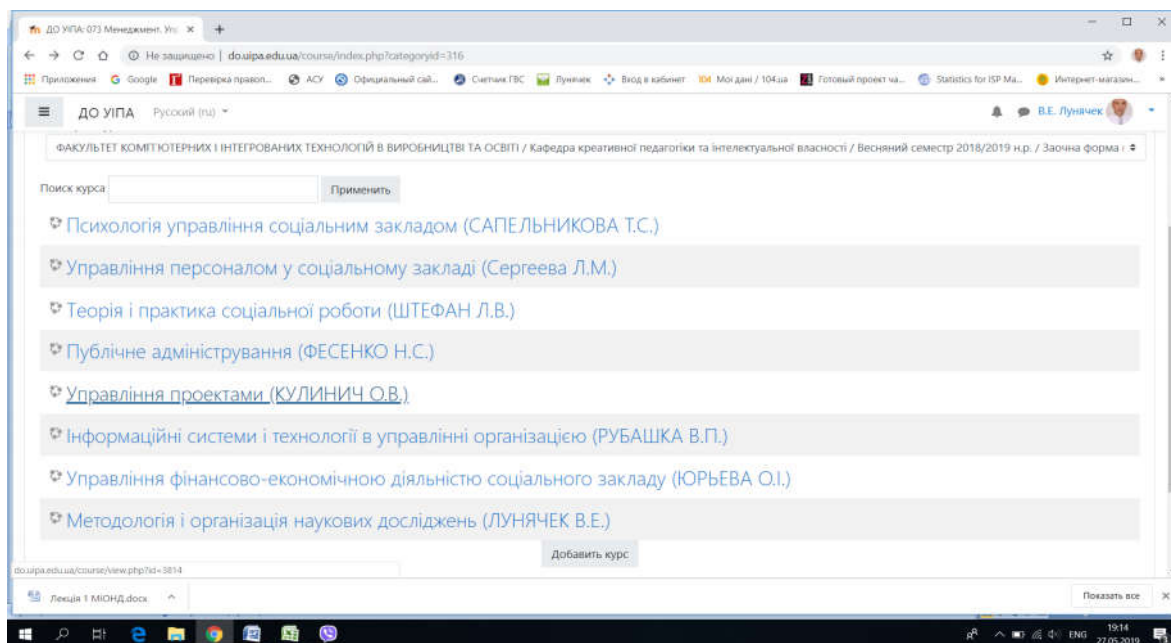 ДО УІПА: 073 Менеджмент. Упр
Не защищено | do.uipa.edu.ua/course/index.php?categoryid=316
Приложения Google Перевірка правоп... АСУ Официальный сай... Счетчик ГВС Лунячек Вход в кабинет Мої дані / 104.ua Готовый проект ча... Statistics for ISP Ma... Интернет-магазин... »
ДО УІПА Русский (ru) В.Е. Лунячек
ФАКУЛЬТЕТ КОМП'ЮТЕРНИХ І ІНТЕГРОВАНИХ ТЕХНОЛОГІЙ В ВИРОБНИЦТВІ ТА ОСВІТІ / Кафедра креативної педагогіки та інтелектуальної власності / Весняний семестр 2018/2019 н.р. / Заочна форма
Поиск курса Применить
Психологія управління соціальним закладом (САПЕЛЬНИКОВА Т.С.)
Управління персоналом у соціальному закладі (Сергеева Л.М.)
Теорія і практика соціальної роботи (ШТЕФАН Л.В.)
Публічне адміністрування (ФЕСЕНКО Н.С.)
Управління проектами (КУЛИНИЧ О.В.)
Інформаційні системи і технології в управлінні організацією (РУБАШКА В.П.)
Управління фінансово-економічною діяльністю соціального закладу (ЮРЬЕВА О.І.)
Методологія і організація наукових досліджень (ЛУНЯЧЕК В.Е.)
Добавить курс
do.uipa.edu.ua/course/view.php?id=3814
Лекція 1 МІОНД.docx Показать все
ENG 19:14
27.05.2019